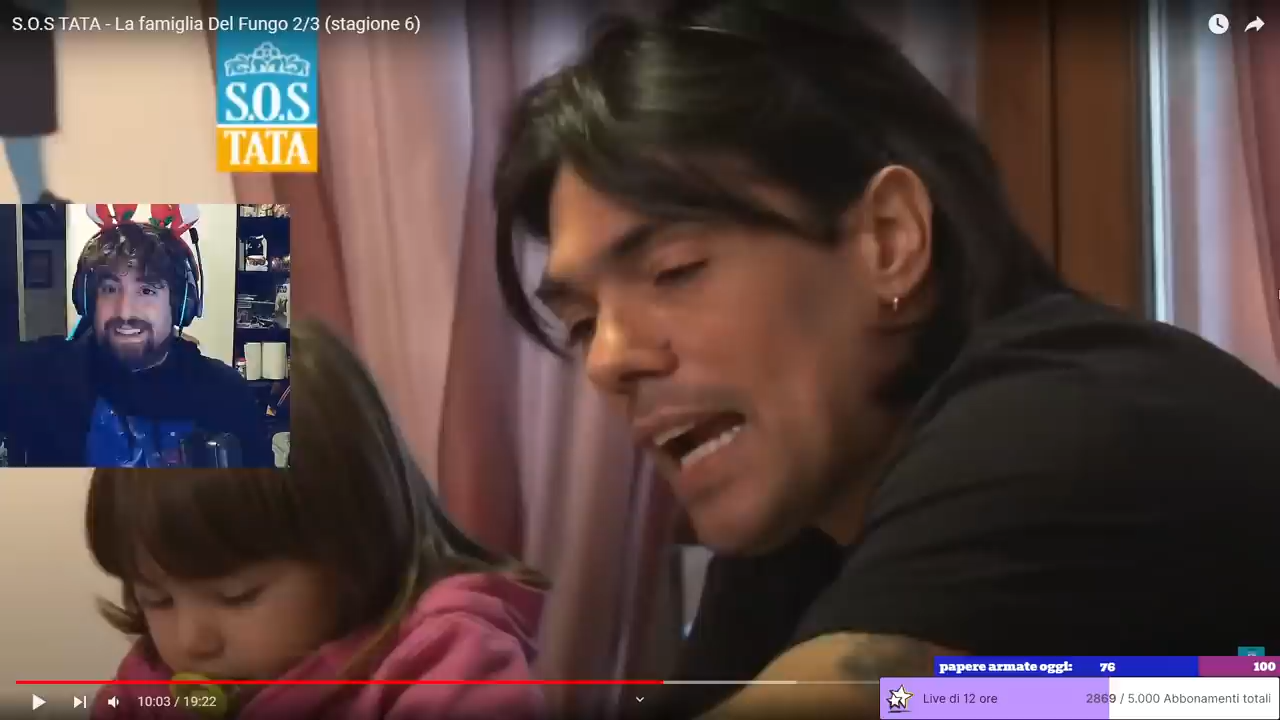 S.O.S TATA - La famiglia Del Fungo 2/3 (stagione 6)
S.O.S
TATA
papere armate oggi: 76 100
Live di 12 ore 2869 / 5.000 Abbonamenti totali
10:03 / 19:22